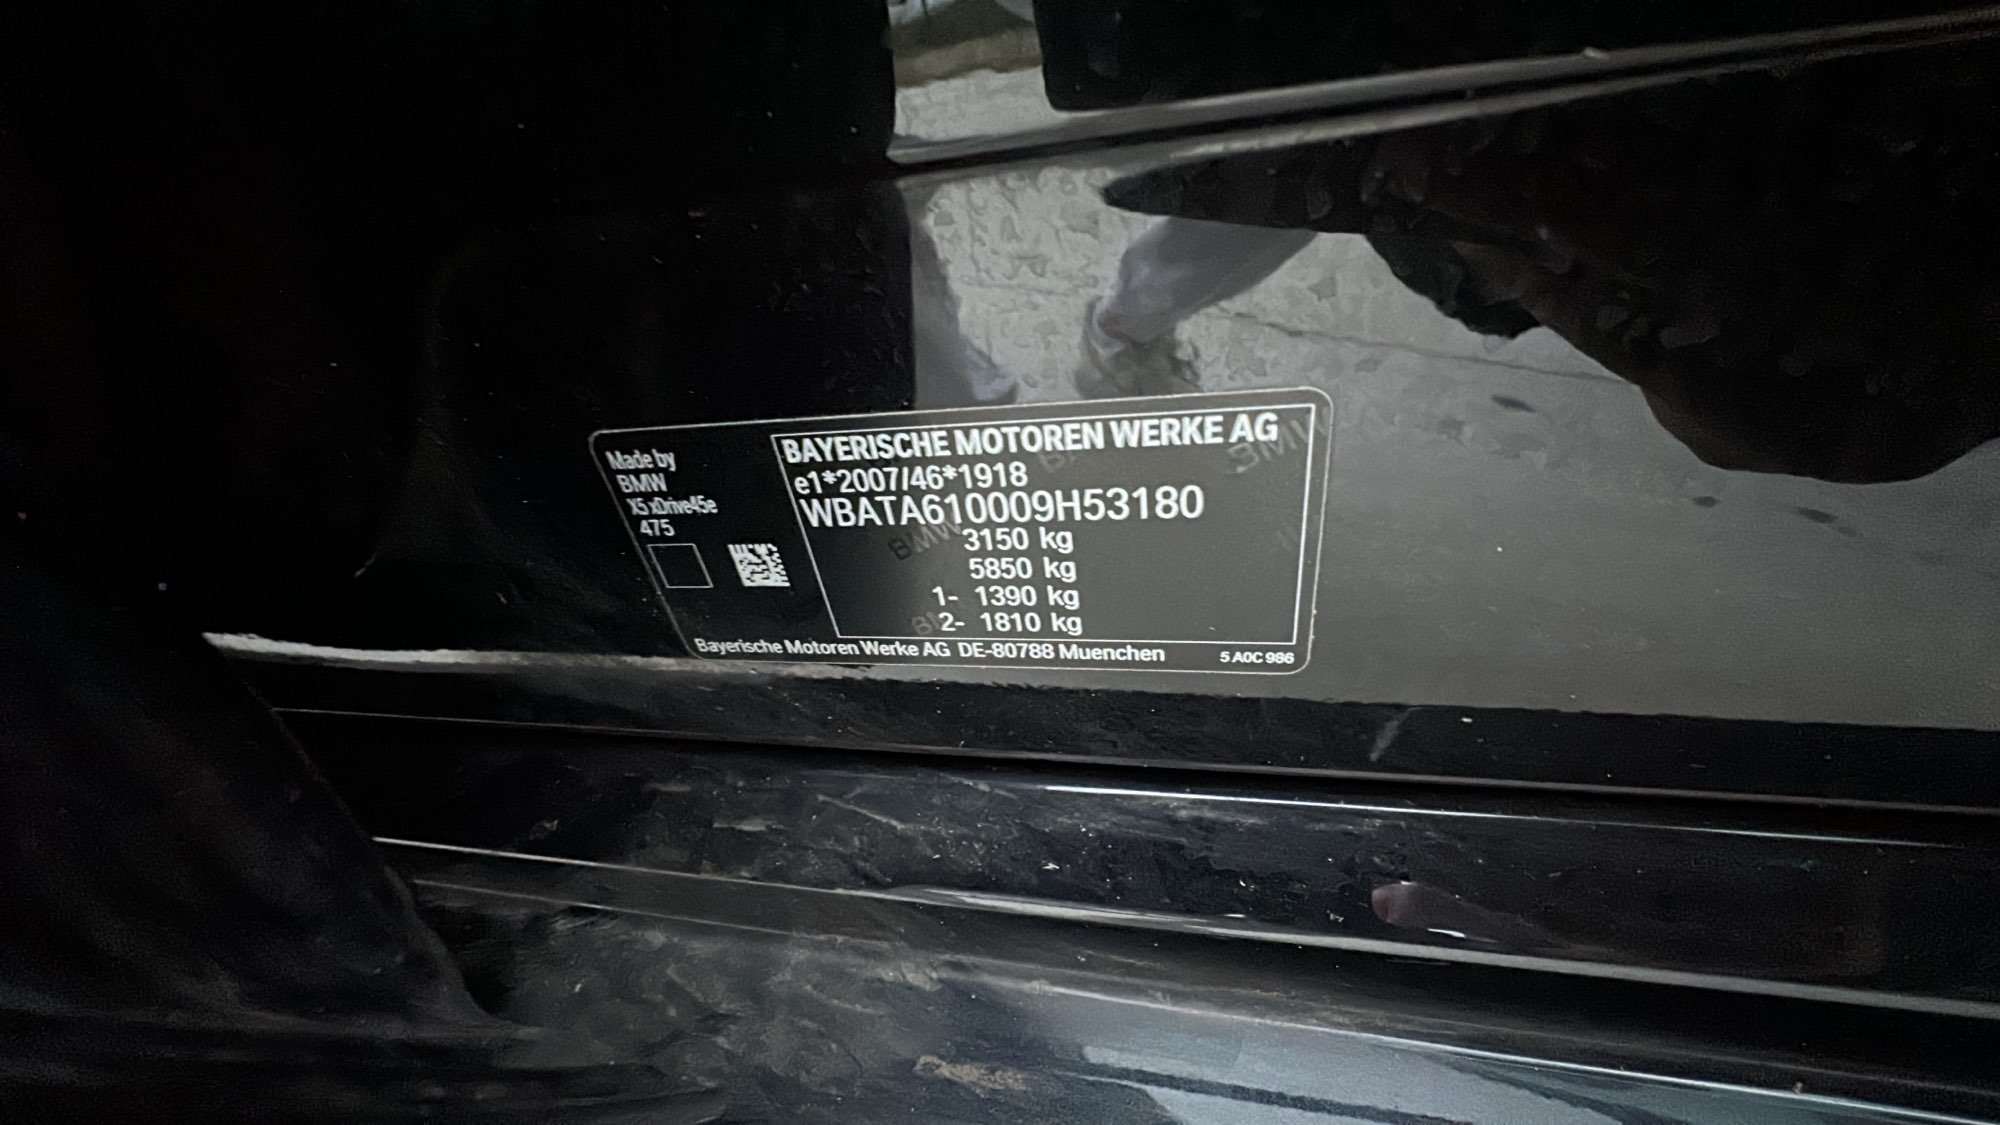 Made by
BMW
X5 xDrive45e
475
BAYERISCHE MOTOREN WERKE AG
e1*2007/46*1918
WBATA610009H53180
3150 kg
5850 kg
1- 1390 kg
2- 1810 kg
Bayerische Motoren Werke AG DE-80788 Muenchen
5 A0C 986